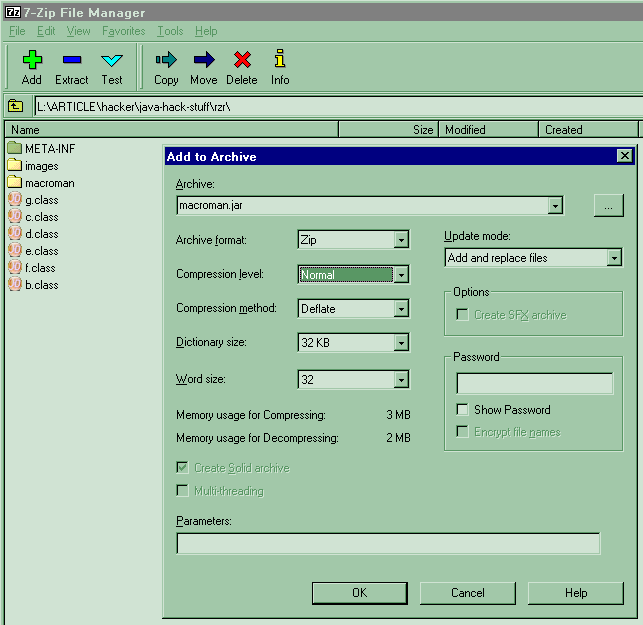 7-Zip File Manager
File Edit View Favorites Tools Help
Add Extract Test Copy Move Delete Info
L:\ARTICLE\hacker\java-hack-stuff\rzr\
Name Size Modified Created
META-INF
images
macroman
g.class
c.class
d.class
e.class
f.class
b.class
Add to Archive
Archive:
macroman.jar
...
Archive format: Zip
Compression level: Normal
Compression method: Deflate
Dictionary size: 32 KB
Word size: 32
Memory usage for Compressing: 3 MB
Memory usage for Decompressing: 2 MB
Create Solid archive
Multi-threading
Update mode:
Add and replace files
Options
Create SFX archive
Password
Show Password
Encrypt file names
Parameters:
OK Cancel Help